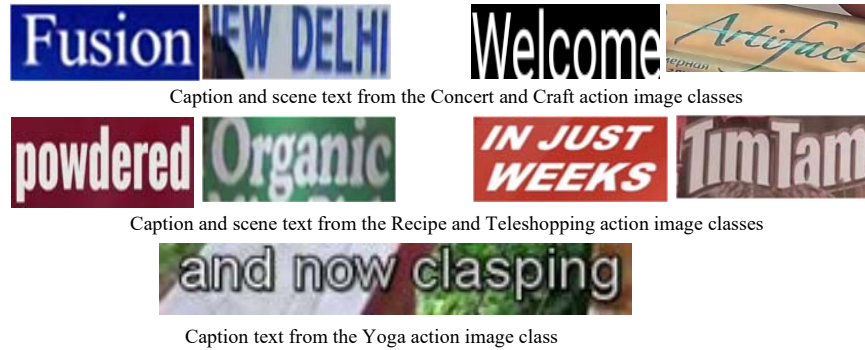 Fusion
EW DELHI
Welcome
Artifact
ерная
Caption and scene text from the Concert and Craft action image classes
powdered
Organic
IN JUST
WEEKS
TimTam
Caption and scene text from the Recipe and Teleshopping action image classes
and now clasping
Caption text from the Yoga action image class